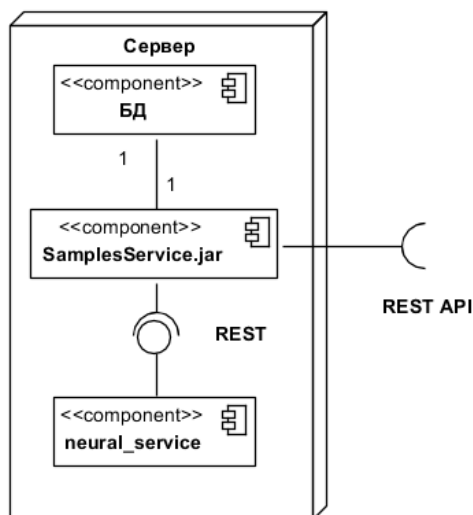 Сервер
<<component>>
БД
1
1
<<component>>
SamplesService.jar
REST API
REST
<<component>>
neural_service